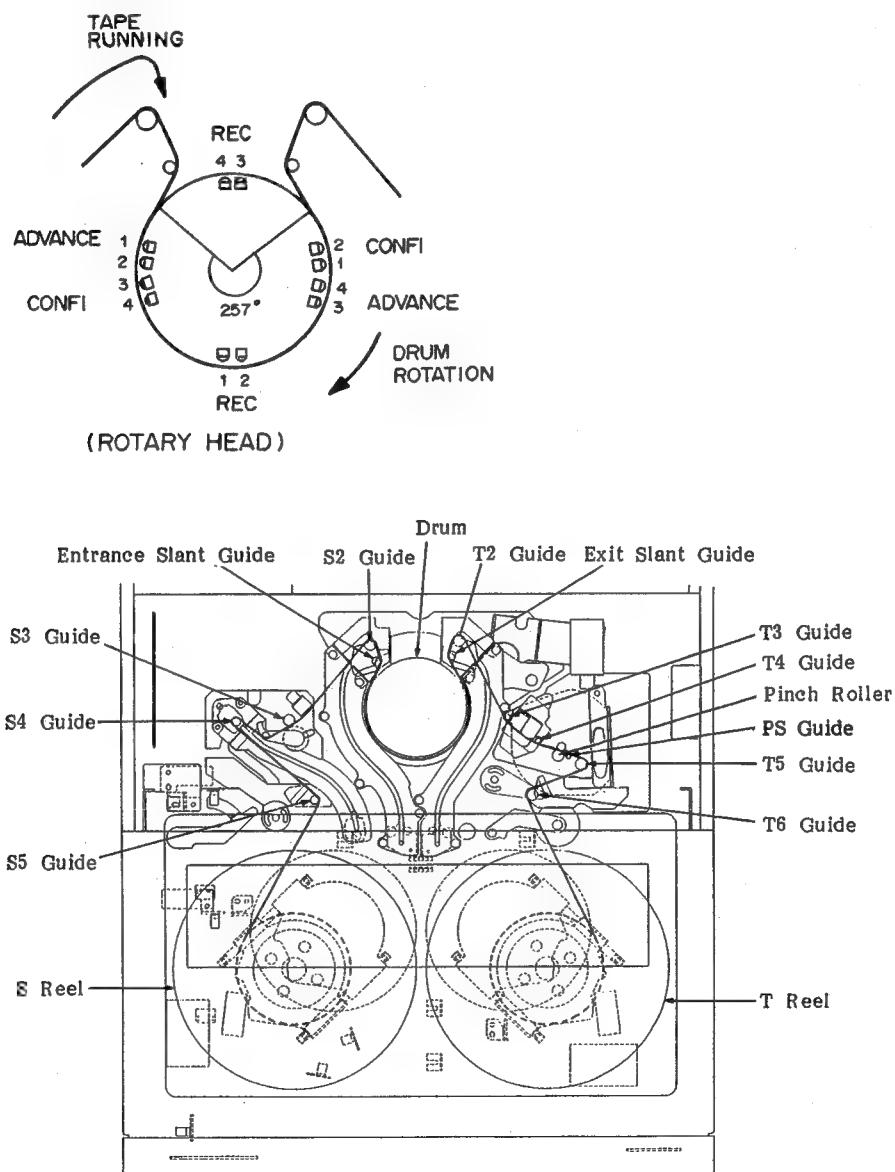 TAPE
RUNNING
REC
4 3
ADVANCE 1
2
3
CONFI 4
2 CONFI
1
4
3 ADVANCE
257°
DRUM
ROTATION
1 2
REC
(ROTARY HEAD)
Drum
Entrance Slant Guide
S2 Guide
T2 Guide
Exit Slant Guide
S3 Guide
T3 Guide
T4 Guide
S4 Guide
Pinch Roller
PS Guide
T5 Guide
S5 Guide
T6 Guide
S Reel
T Reel